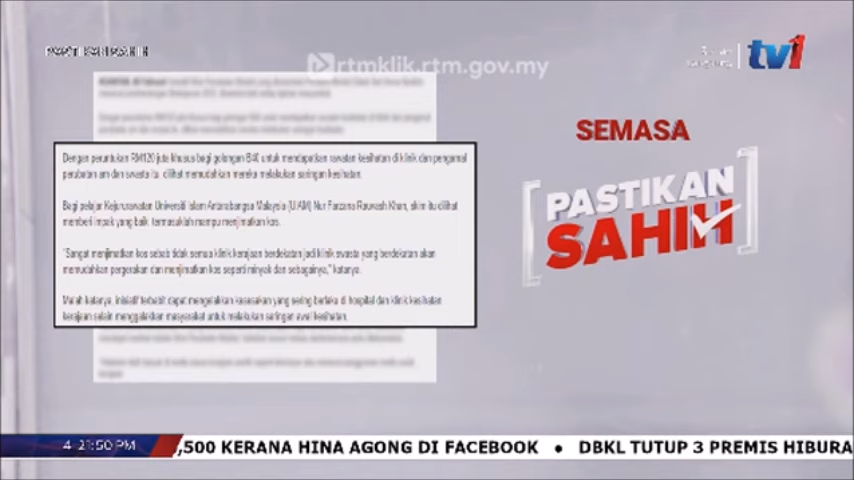 rtmklik.rtm.gov.my
tv1
SEMASA
PASTIKAN
SAHIH
Dengan peruntukan RM120 juta khusus bagi golongan B40 untuk mendapatkan rawatan kesihatan di klinik dan pengamal
perubatan am dan swasta itu, dilihat memudahkan mereka melakukan saringan kesihatan.
Bagi pelajar Kejururawatan Universiti Islam Antarabangsa Malaysia (UIAM) Nur Farzana Rauwash Khan, skim itu dilihat
memberi impak yang baik termasuklah mampu menjimatkan kos.
"Sangat menjimatkan kos sebab tidak semua klinik kerajaan berdekatan jadi klinik swasta yang berdekatan akan
memudahkan pergerakan dan menjimatkan kos seperti minyak dan sebagainya," katanya.
Malah katanya, inisiatif terbabit dapat mengelakkan kesesakan yang sering berlaku di hospital dan klinik kesihatan
kerajaan selain menggalakkan masyarakat untuk melakukan saringan awal kesihatan.
4:21:50 PM
,500 KERANA HINA AGONG DI FACEBOOK • DBKL TUTUP 3 PREMIS HIBURA